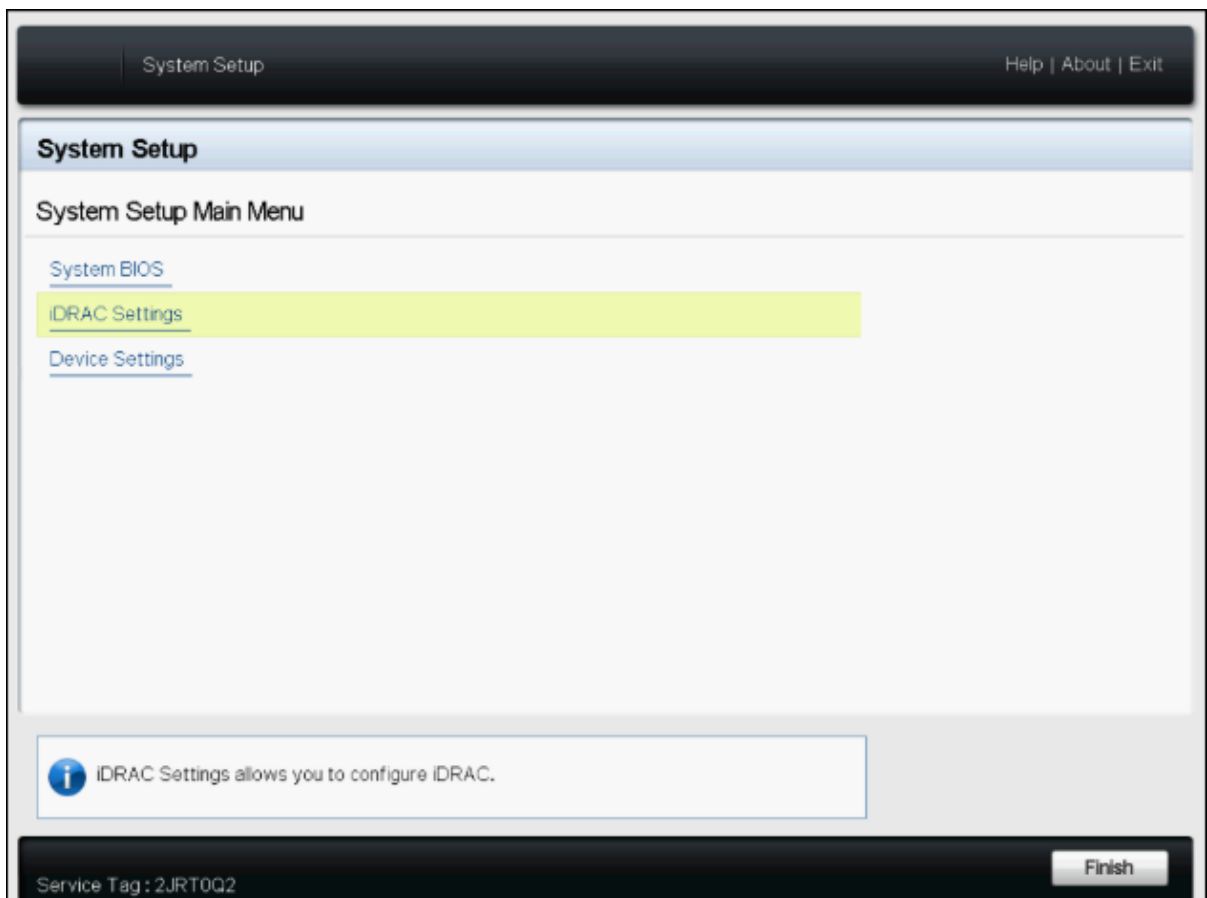 System Setup
Help | About | Exit
System Setup
System Setup Main Menu
System BIOS
iDRAC Settings
Device Settings
iDRAC Settings allows you to configure iDRAC.
Service Tag : 2JRT0Q2
Finish